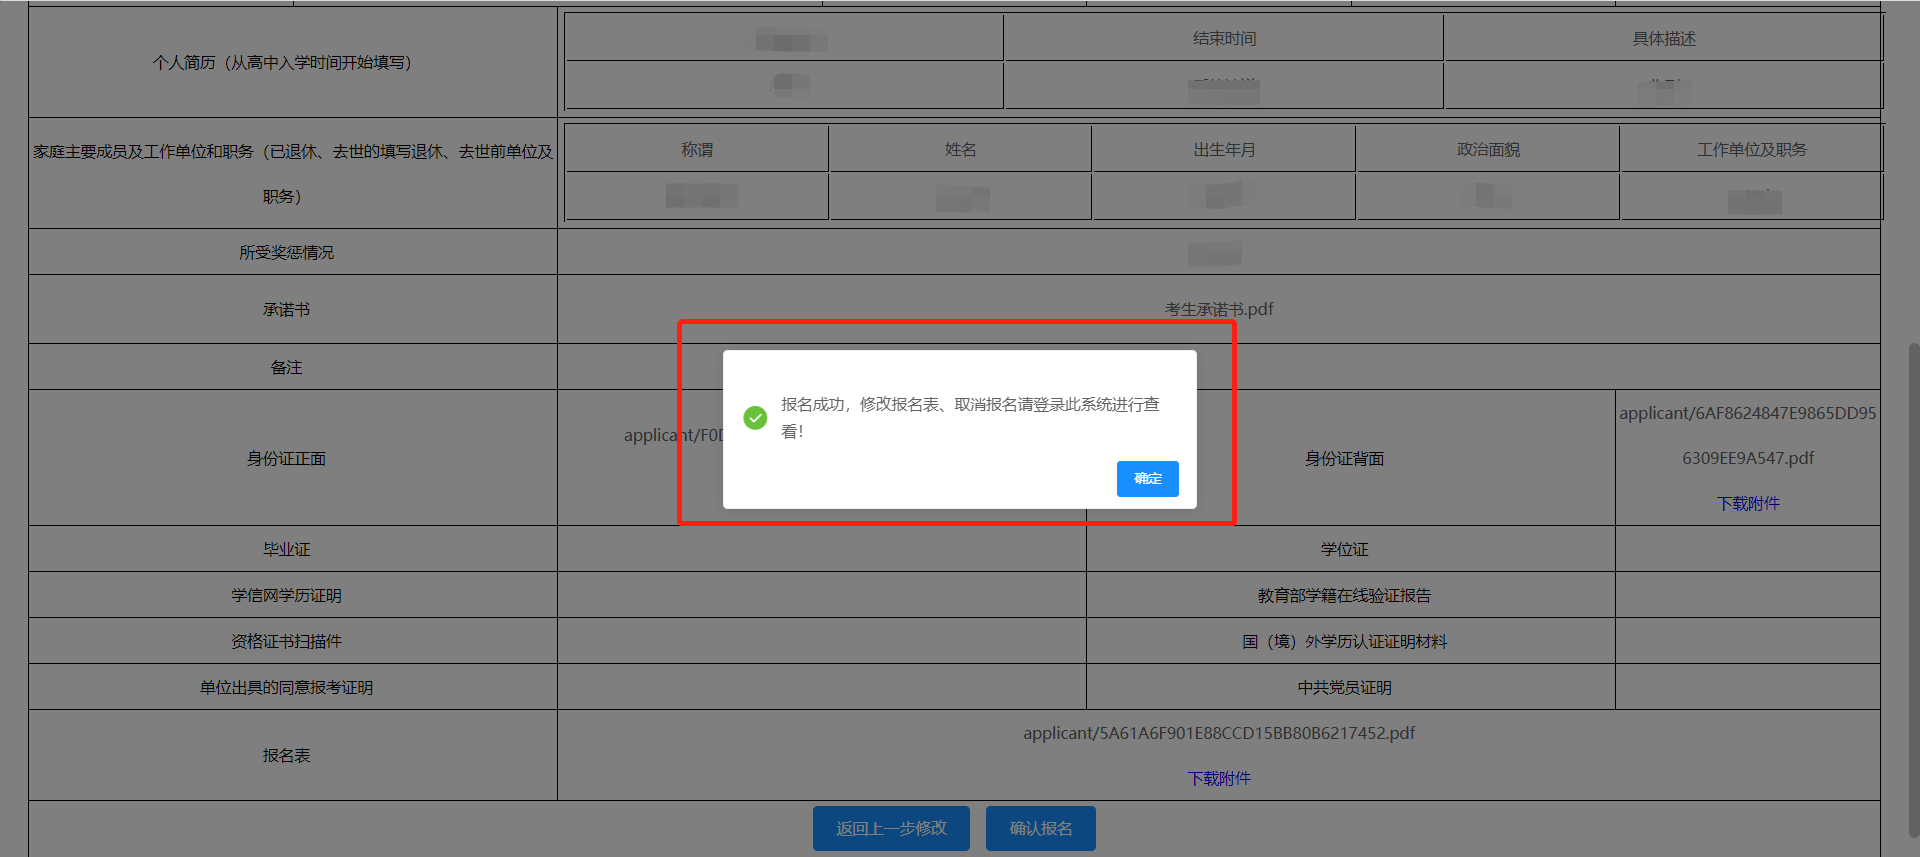 结束时间
具体描述
个人简历（从高中入学时间开始填写）
家庭主要成员及工作单位和职务（已退休、去世的填写退休、去世前单位及
职务）
称谓
姓名
出生年月
政治面貌
工作单位及职务
所受奖惩情况
承诺书
考生承诺书.pdf
备注
报名成功，修改报名表、取消报名请登录此系统进行查
看！
确定
身份证正面
applicant/F0
身份证背面
applicant/6AF8624847E9865DD95
6309EE9A547.pdf
下载附件
毕业证
学位证
学信网学历证明
教育部学籍在线验证报告
资格证书扫描件
国（境）外学历认证证明材料
单位出具的同意报考证明
中共党员证明
报名表
applicant/5A61A6F901E88CCD15BB80B6217452.pdf
下载附件
返回上一步修改
确认报名